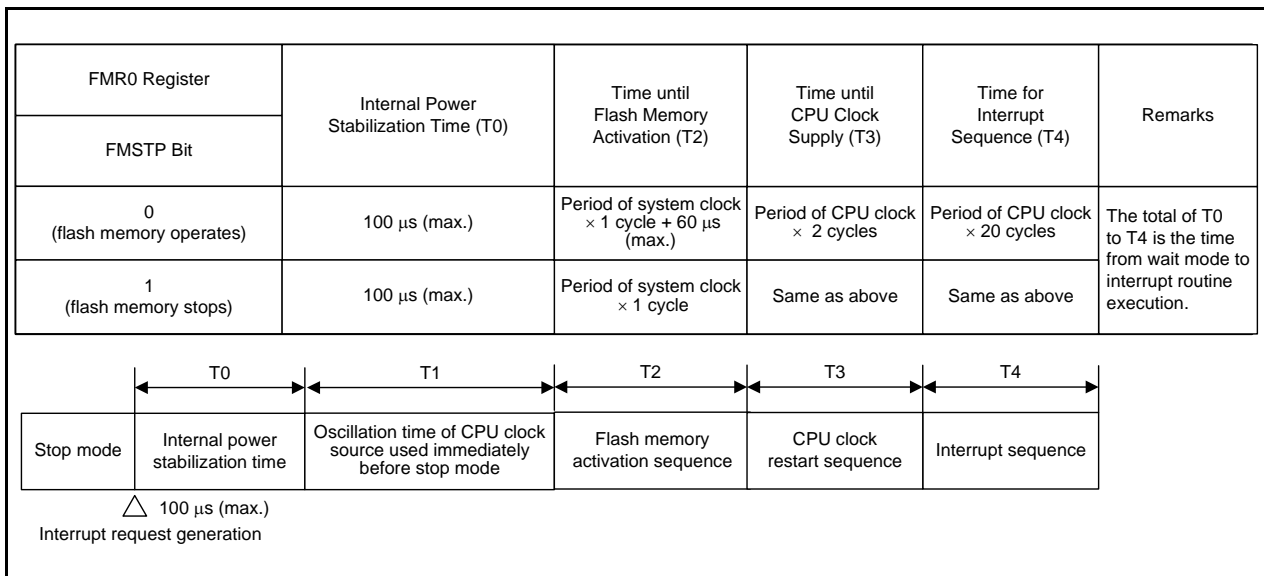 FMR0 Register
FMSTP Bit
Internal Power
Stabilization Time (T0)
Time until
Flash Memory
Activation (T2)
Time until
CPU Clock
Supply (T3)
Time for
Interrupt
Sequence (T4)
Remarks
0
(flash memory operates)
100 μs (max.)
Period of system clock
× 1 cycle + 60 μs
(max.)
Period of CPU clock
× 2 cycles
Period of CPU clock
× 20 cycles
The total of T0
to T4 is the time
from wait mode to
interrupt routine
execution.
1
(flash memory stops)
100 μs (max.)
Period of system clock
× 1 cycle
Same as above
Same as above
T0
T1
T2
T3
T4
Stop mode
Internal power
stabilization time
Oscillation time of CPU clock
source used immediately
before stop mode
Flash memory
activation sequence
CPU clock
restart sequence
Interrupt sequence
100 μs (max.)
Interrupt request generation